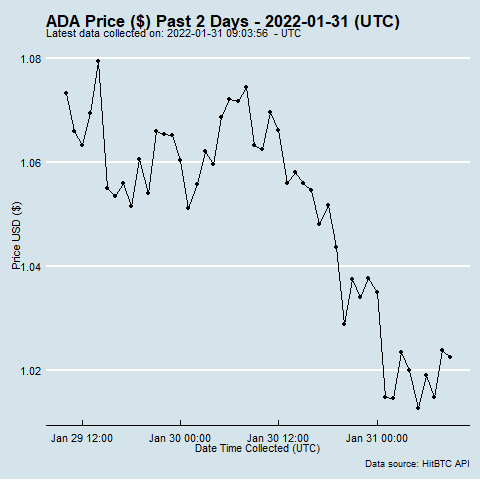 ADA Price ($) Past 2 Days - 2022-01-31 (UTC)
Latest data collected on: 2022-01-31 09:03:56 - UTC
1.08
1.06
1.04
1.02
Price USD ($)
Jan 29 12:00 Jan 30 00:00 Jan 30 12:00 Jan 31 00:00
Date Time Collected (UTC)
Data source: HitBTC API